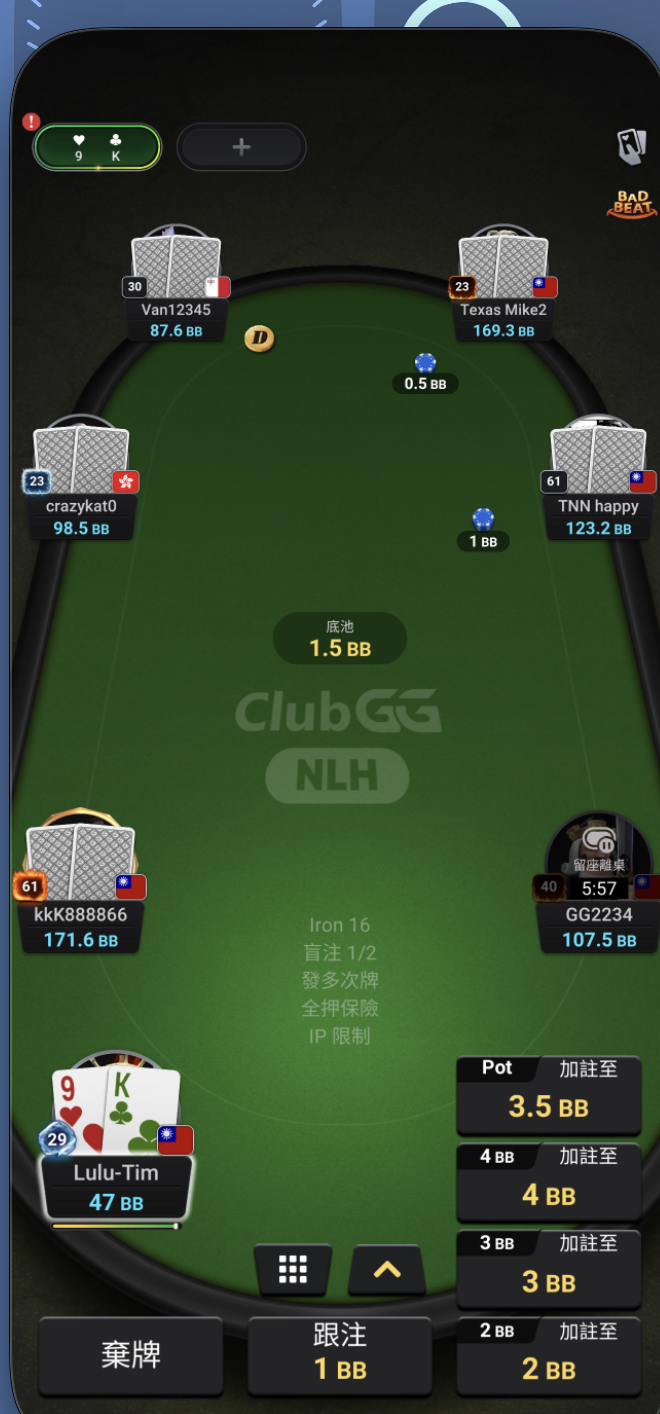 9 K
+
BAD
BEAT
30
Van12345
87.6 BB
D
23
Texas Mike2
169.3 BB
0.5 BB
23
crazykat0
98.5 BB
61
TNN happy
123.2 BB
1 BB
底池
1.5 BB
ClubGG
NLH
61
kkK888866
171.6 BB
留座離桌
40
5:57
GG2234
107.5 BB
Iron 16
盲注 1/2
發多次牌
全押保險
IP 限制
9 K
29
Lulu-Tim
47 BB
Pot 加註至
3.5 BB
4 BB 加註至
4 BB
3 BB 加註至
3 BB
2 BB 加註至
2 BB
棄牌
跟注
1 BB